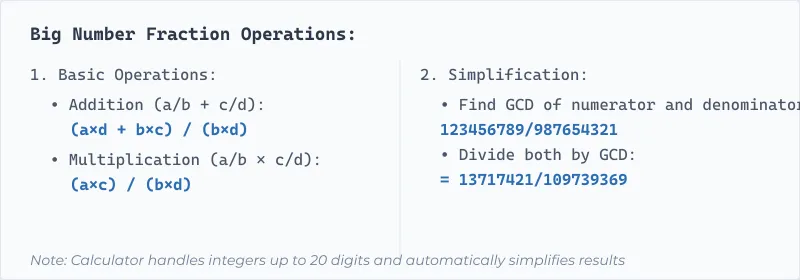 Big Number Fraction Operations:
1. Basic Operations:
• Addition (a/b + c/d):
(a×d + b×c) / (b×d)
• Multiplication (a/b × c/d):
(a×c) / (b×d)
2. Simplification:
• Find GCD of numerator and denominator
123456789/987654321
• Divide both by GCD:
= 13717421/109739369
Note: Calculator handles integers up to 20 digits and automatically simplifies results